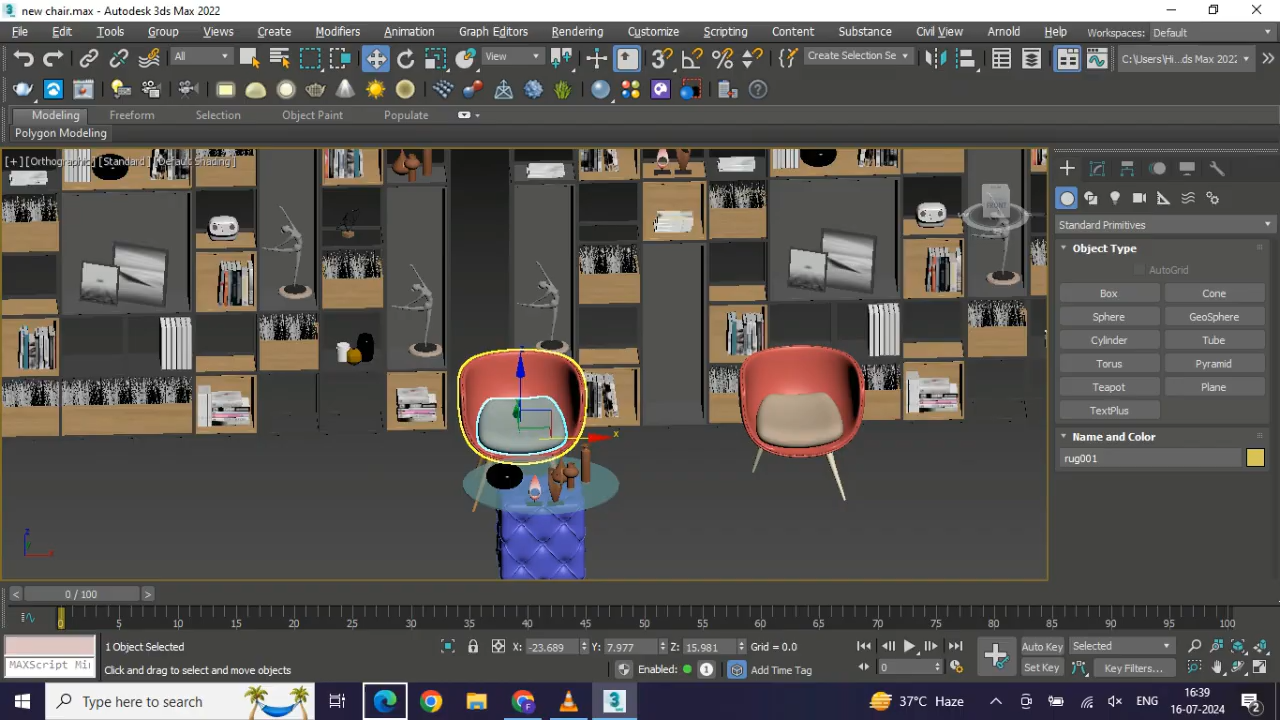 new chair.max - Autodesk 3ds Max 2022
File Edit Tools Group Views Create Modifiers Animation Graph Editors Rendering Customize Scripting Content Substance Civil View Arnold Help Workspaces: Default
All View Create Selection Se C:\Users\Hi...ds Max 202
Modeling Freeform Selection Object Paint Populate
Polygon Modeling
[+] [Orthographic] [Standard] [Default Shading]
FRONT
Standard Primitives
Object Type
AutoGrid
Box Cone
Sphere GeoSphere
Cylinder Tube
Torus Pyramid
Teapot Plane
TextPlus
Name and Color
rug001
x
z
0 / 100
0 5 10 15 20 25 30 35 40 45 50 55 60 65 70 75 80 85 90 95 100
1 Object Selected X: -23.689 Y: 7.977 Z: 15.981 Grid = 0.0 Auto Key Selected
MAXScript Mi Click and drag to select and move objects Enabled: 1 Add Time Tag 0 Set Key Key Filters...
Type here to search 37°C Haze ENG 16:39
16-07-2024 2